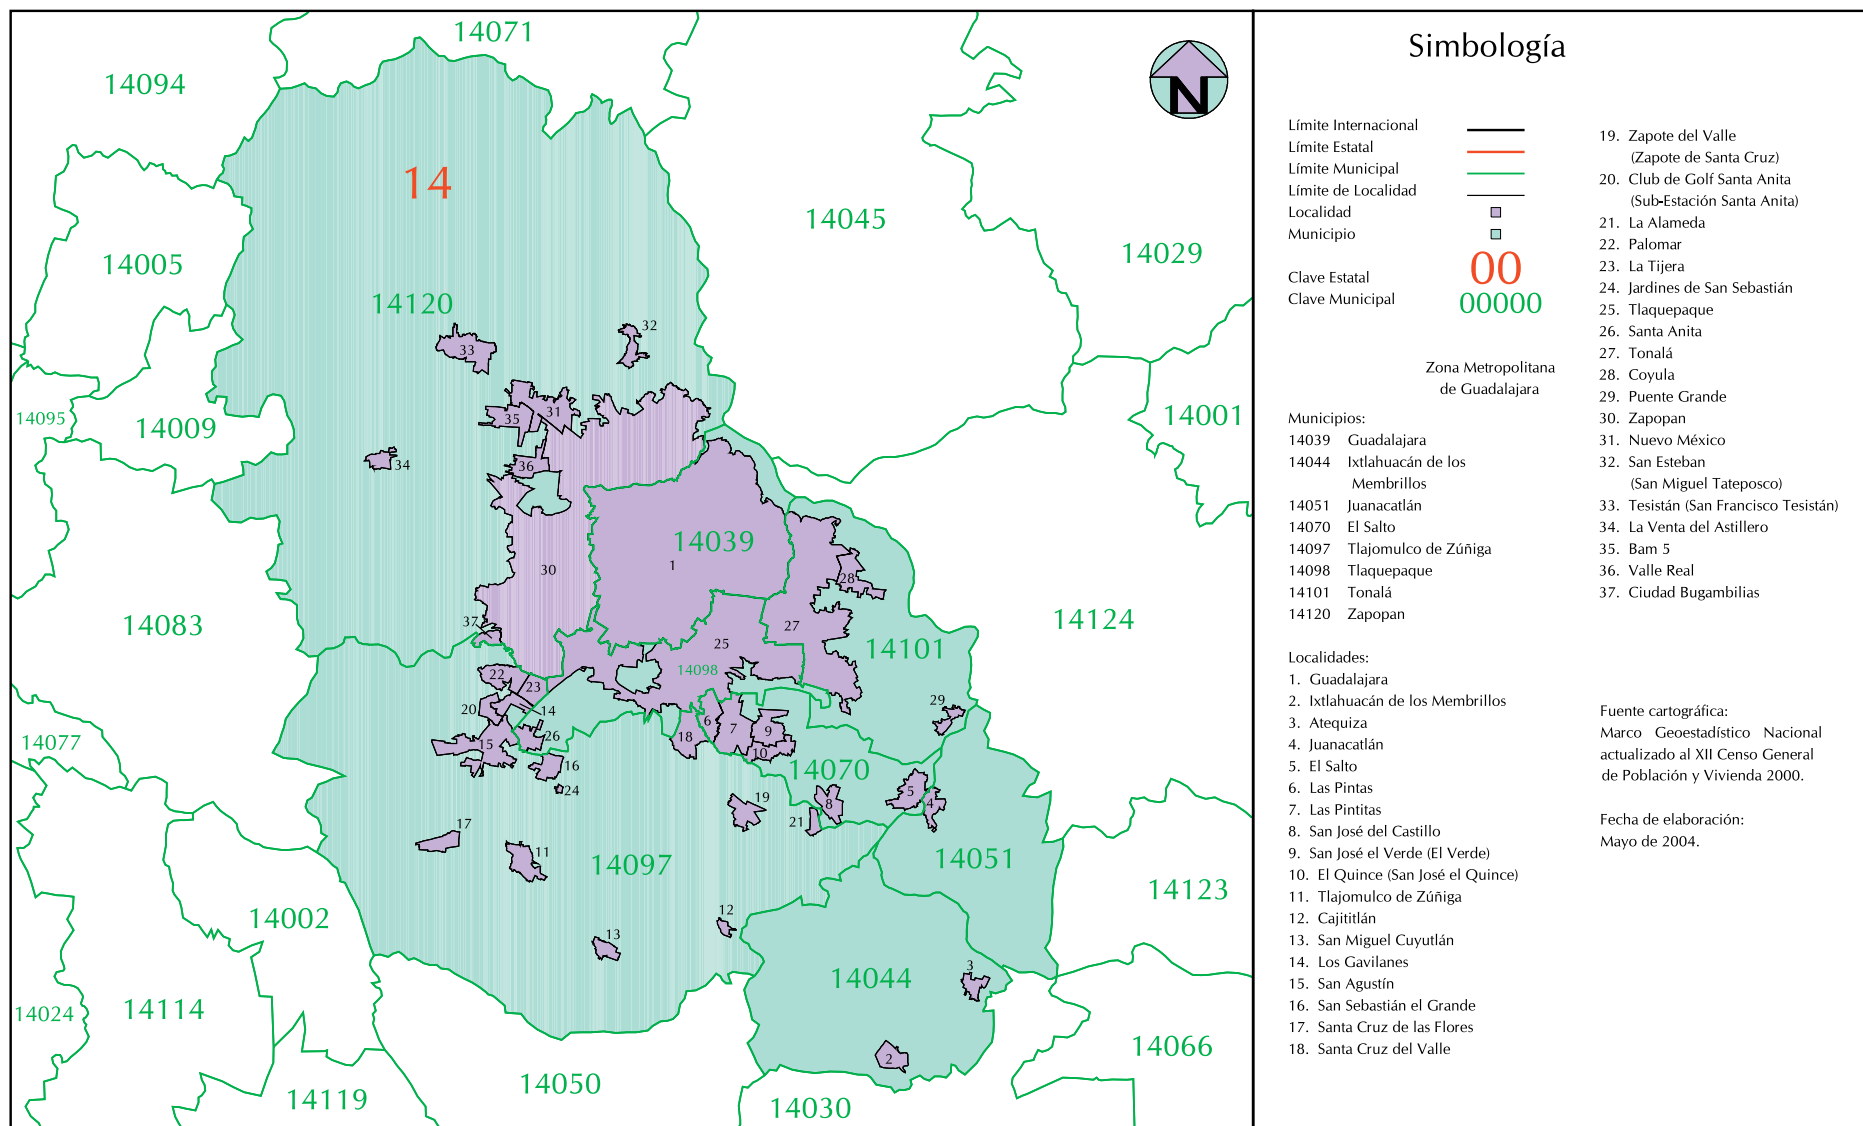 14071
14094
14
14045
14005
14029
14120
32
33
14095
14009
31
35
14001
34
36
14039
1
30
28
14083
37
27
25
14101
14124
14098
22
23
20
14
29
14077
26
15
18
6
7
9
10
16
14070
24
19
5
4
8
21
17
11
14097
14051
14123
14002
12
13
3
14044
14024
14114
2
14066
14050
14119
14030
N
Simbología
Límite Internacional
Límite Estatal
Límite Municipal
Límite de Localidad
Localidad
Municipio
Clave Estatal 00
Clave Municipal 00000
Zona Metropolitana
de Guadalajara
Municipios:
14039 Guadalajara
14044 Ixtlahuacán de los
Membrillos
14051 Juanacatlán
14070 El Salto
14097 Tlajomulco de Zúñiga
14098 Tlaquepaque
14101 Tonalá
14120 Zapopan
Localidades:
1. Guadalajara
2. Ixtlahuacán de los Membrillos
3. Atequiza
4. Juanacatlán
5. El Salto
6. Las Pintas
7. Las Pintitas
8. San José del Castillo
9. San José el Verde (El Verde)
10. El Quince (San José el Quince)
11. Tlajomulco de Zúñiga
12. Cajititlán
13. San Miguel Cuyutlán
14. Los Gavilanes
15. San Agustín
16. San Sebastián el Grande
17. Santa Cruz de las Flores
18. Santa Cruz del Valle
19. Zapote del Valle
(Zapote de Santa Cruz)
20. Club de Golf Santa Anita
(Sub-Estación Santa Anita)
21. La Alameda
22. Palomar
23. La Tijera
24. Jardines de San Sebastián
25. Tlaquepaque
26. Santa Anita
27. Tonalá
28. Coyula
29. Puente Grande
30. Zapopan
31. Nuevo México
32. San Esteban
(San Miguel Tateposco)
33. Tesistán (San Francisco Tesistán)
34. La Venta del Astillero
35. Bam 5
36. Valle Real
37. Ciudad Bugambilias
Fuente cartográfica:
Marco Geoestadístico Nacional
actualizado al XII Censo General
de Población y Vivienda 2000.
Fecha de elaboración:
Mayo de 2004.